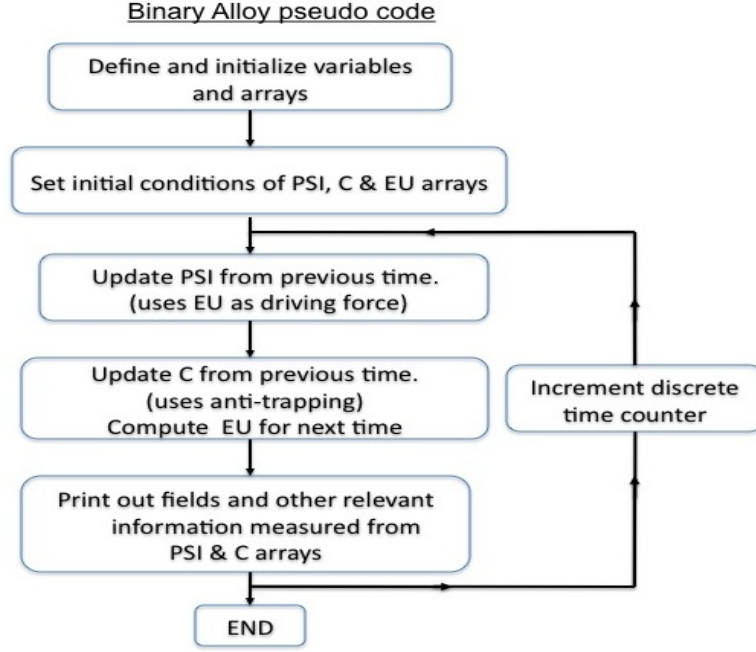 Binary Alloy pseudo code
Define and initialize variables
and arrays
Set initial conditions of PSI, C & EU arrays
Update PSI from previous time.
(uses EU as driving force)
Update C from previous time.
(uses anti-trapping)
Compute EU for next time
Increment discrete
time counter
Print out fields and other relevant
information measured from
PSI & C arrays
END